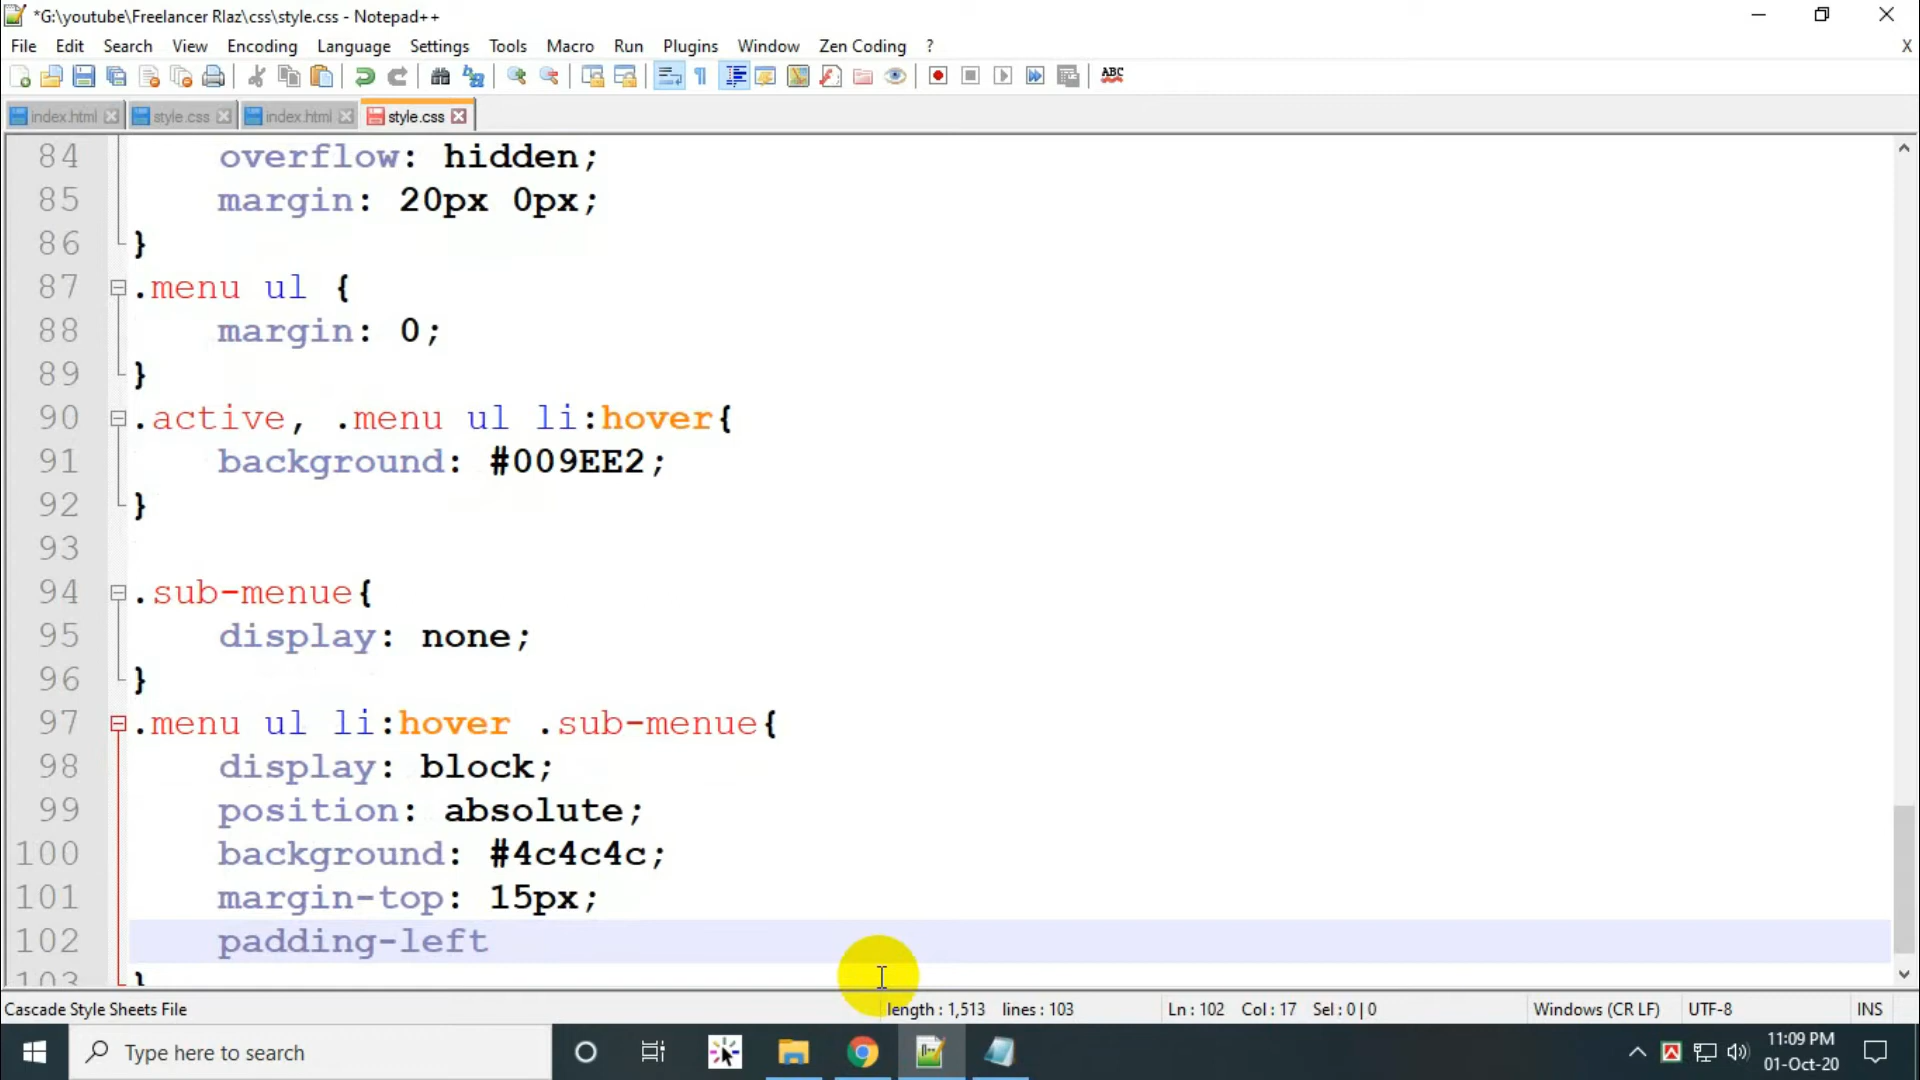 *G:\youtube\Freelancer Rlaz\css\style.css - Notepad++
File Edit Search View Encoding Language Settings Tools Macro Run Plugins Window Zen Coding ? X
ABC
index.html style.css index.html style.css
84 overflow: hidden;
85 margin: 20px 0px;
86 }
87 .menu ul {
88 margin: 0;
89 }
90 .active, .menu ul li:hover{
91 background: #009EE2;
92 }
93
94 .sub-menue{
95 display: none;
96 }
97 .menu ul li:hover .sub-menue{
98 display: block;
99 position: absolute;
100 background: #4c4c4c;
101 margin-top: 15px;
102 padding-left
103 }
Cascade Style Sheets File length : 1,513 lines : 103 Ln : 102 Col : 17 Sel : 0 | 0 Windows (CR LF) UTF-8 INS
Type here to search
11:09 PM
01-Oct-20